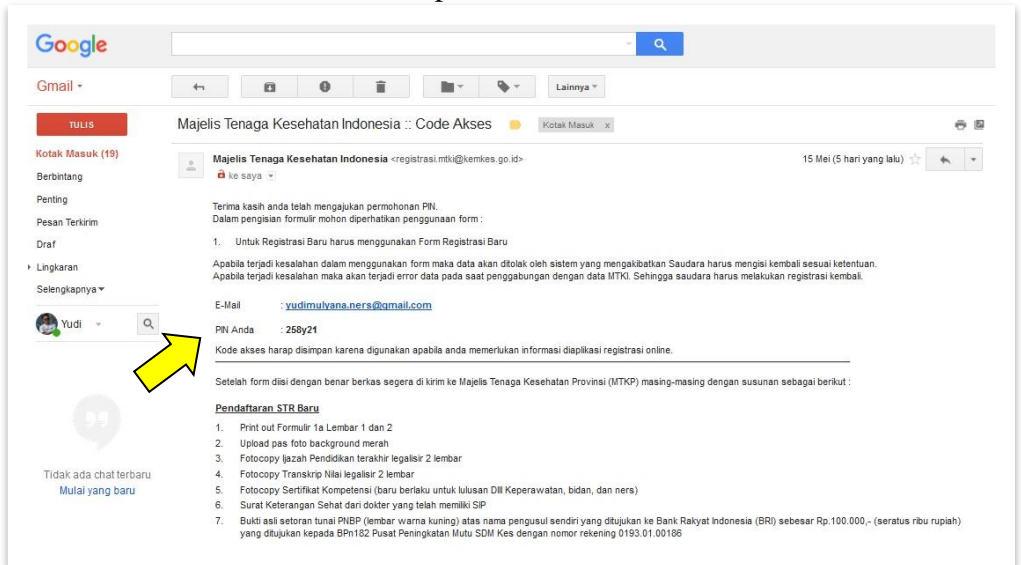 Google
Gmail
Lainnya
TULIS
Majelis Tenaga Kesehatan Indonesia :: Code Akses
Kotak Masuk x
Kotak Masuk (19)
Berbintang
Penting
Pesan Terkirim
Draf
Lingkaran
Selengkapnya
Yudi
Majelis Tenaga Kesehatan Indonesia <registrasi.mtki@kemkes.go.id>
15 Mei (5 hari yang lalu)
ke saya
Terima kasih anda telah mengajukan permohonan PIN.
Dalam pengisian formulir mohon diperhatikan penggunaan form :
1. Untuk Registrasi Baru harus menggunakan Form Registrasi Baru
Apabila terjadi kesalahan dalam menggunakan form maka data akan ditolak oleh sistem yang mengakibatkan Saudara harus mengisi kembali sesuai ketentuan.
Apabila terjadi kesalahan maka akan terjadi error data pada saat penggabungan dengan data MTKI. Sehingga saudara harus melakukan registrasi kembali.
E-Mail : yudimulyana.ners@gmail.com
PIN Anda : 258y21
Kode akses harap disimpan karena digunakan apabila anda memerlukan informasi diaplikasi registrasi online.
Setelah form diisi dengan benar berkas segera di kirim ke Majelis Tenaga Kesehatan Provinsi (MTKP) masing-masing dengan susunan sebagai berikut :
Pendaftaran STR Baru
1. Print out Formulir 1a Lembar 1 dan 2
2. Upload pas foto background merah
3. Fotocopy Ijazah Pendidikan terakhir legalisir 2 lembar
4. Fotocopy Transkrip Nilai legalisir 2 lembar
5. Fotocopy Sertifikat Kompetensi (baru berlaku untuk lulusan DIII Keperawatan, bidan, dan ners)
6. Surat Keterangan Sehat dari dokter yang telah memiliki SIP
7. Bukti asli setoran tunai PNBP (lembar warna kuning) atas nama pengusul sendiri yang ditujukan ke Bank Rakyat Indonesia (BRI) sebesar Rp.100.000,- (seratus ribu rupiah)
yang ditujukan kepada BPn182 Pusat Peningkatan Mutu SDM Kes dengan nomor rekening 0193.01.00186
Tidak ada chat terbaru
Mulai yang baru